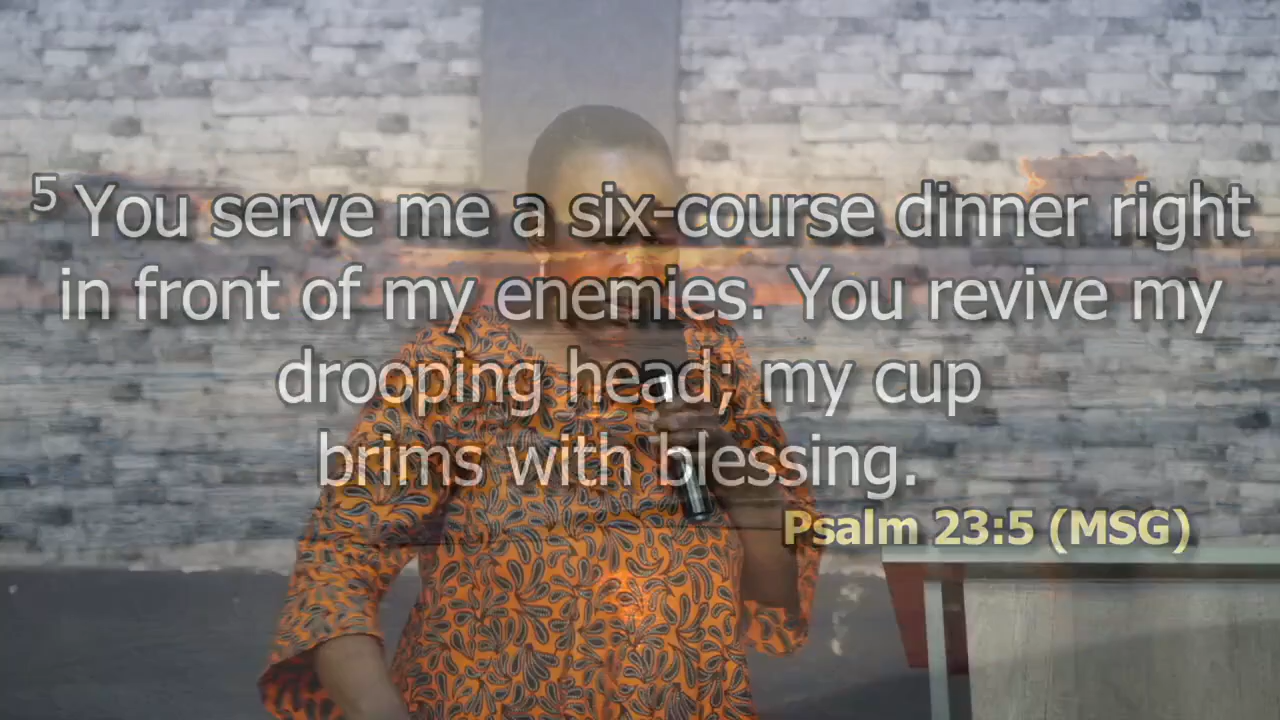 5 You serve me a six-course dinner right
in front of my enemies. You revive my
drooping head; my cup
brims with blessing.
Psalm 23:5 (MSG)